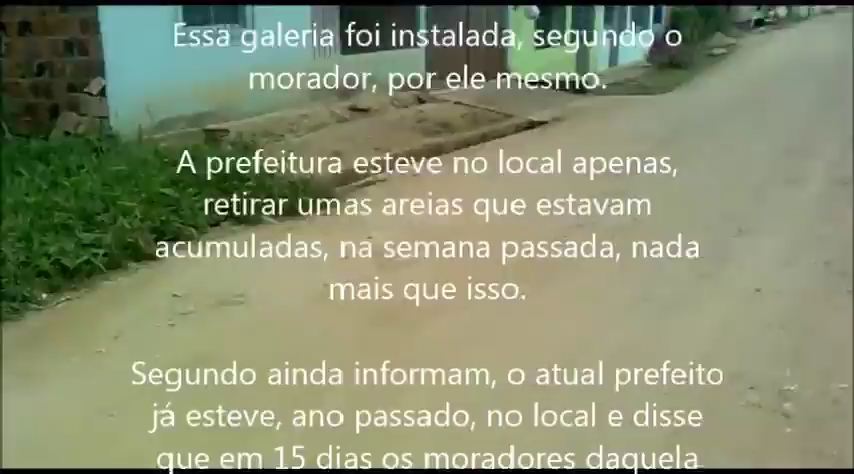 Essa galeria foi instalada, segundo o
morador, por ele mesmo.
A prefeitura esteve no local apenas,
retirar umas areias que estavam
acumuladas, na semana passada, nada
mais que isso.
Segundo ainda informam, o atual prefeito
já esteve, ano passado, no local e disse
que em 15 dias os moradores daquela